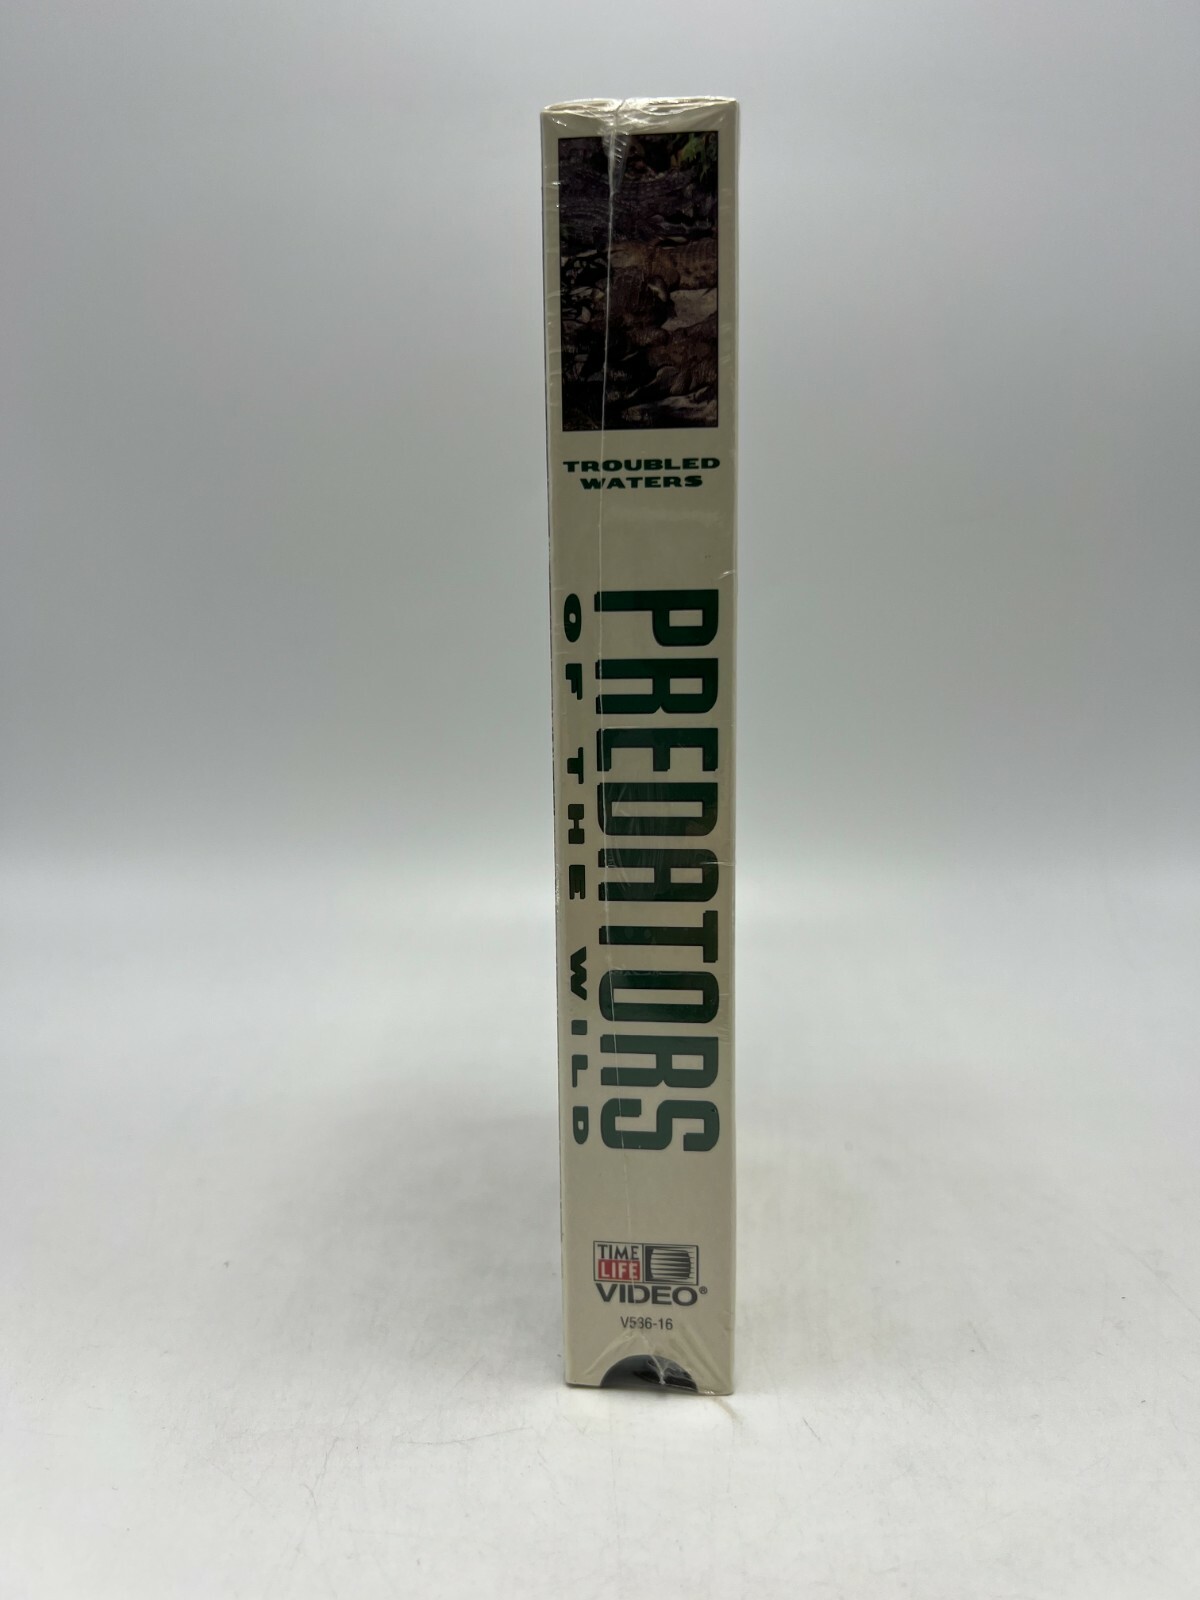 TROUBLED
WATERS
PREDATORS
OF THE WILD
TIME
LIFE
VIDEO®
V536-16